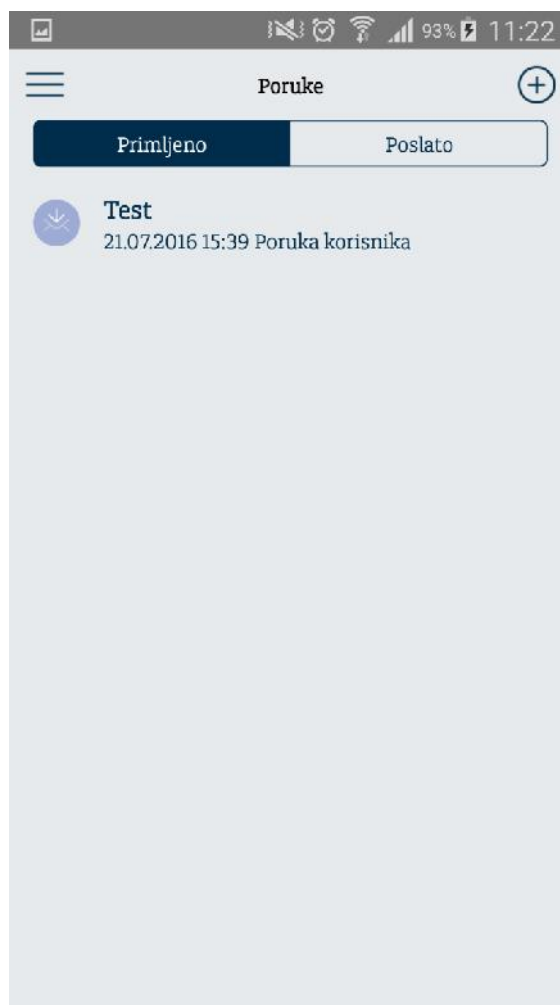 93% 11:22
Poruke
Primljeno Poslato
Test
21.07.2016 15:39 Poruka korisnika